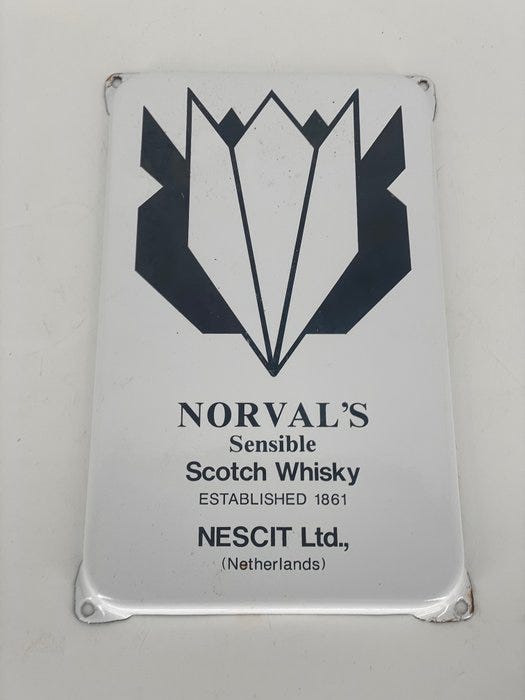 NORVAL'S
Sensible
Scotch Whisky
ESTABLISHED 1861
NESCIT Ltd.,
(Netherlands)